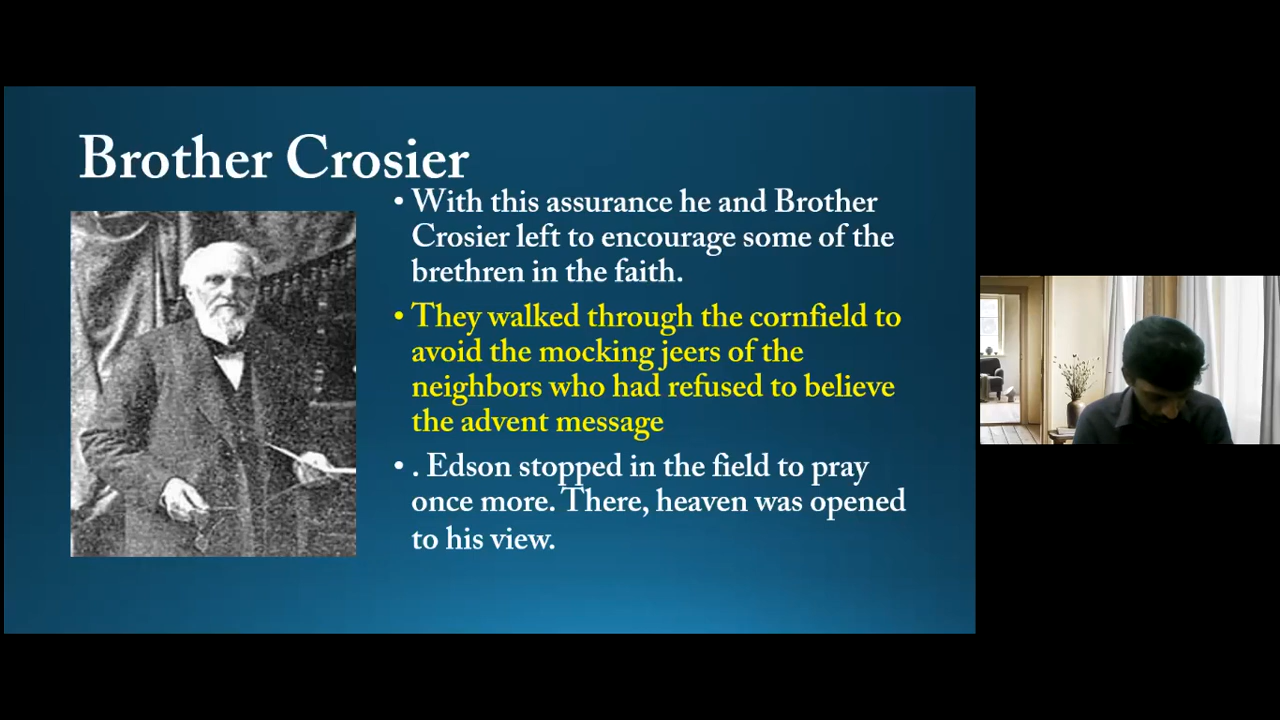 Brother Crosier
• With this assurance he and Brother
Crosier left to encourage some of the
brethren in the faith.
• They walked through the cornfield to
avoid the mocking jeers of the
neighbors who had refused to believe
the advent message
• . Edson stopped in the field to pray
once more. There, heaven was opened
to his view.